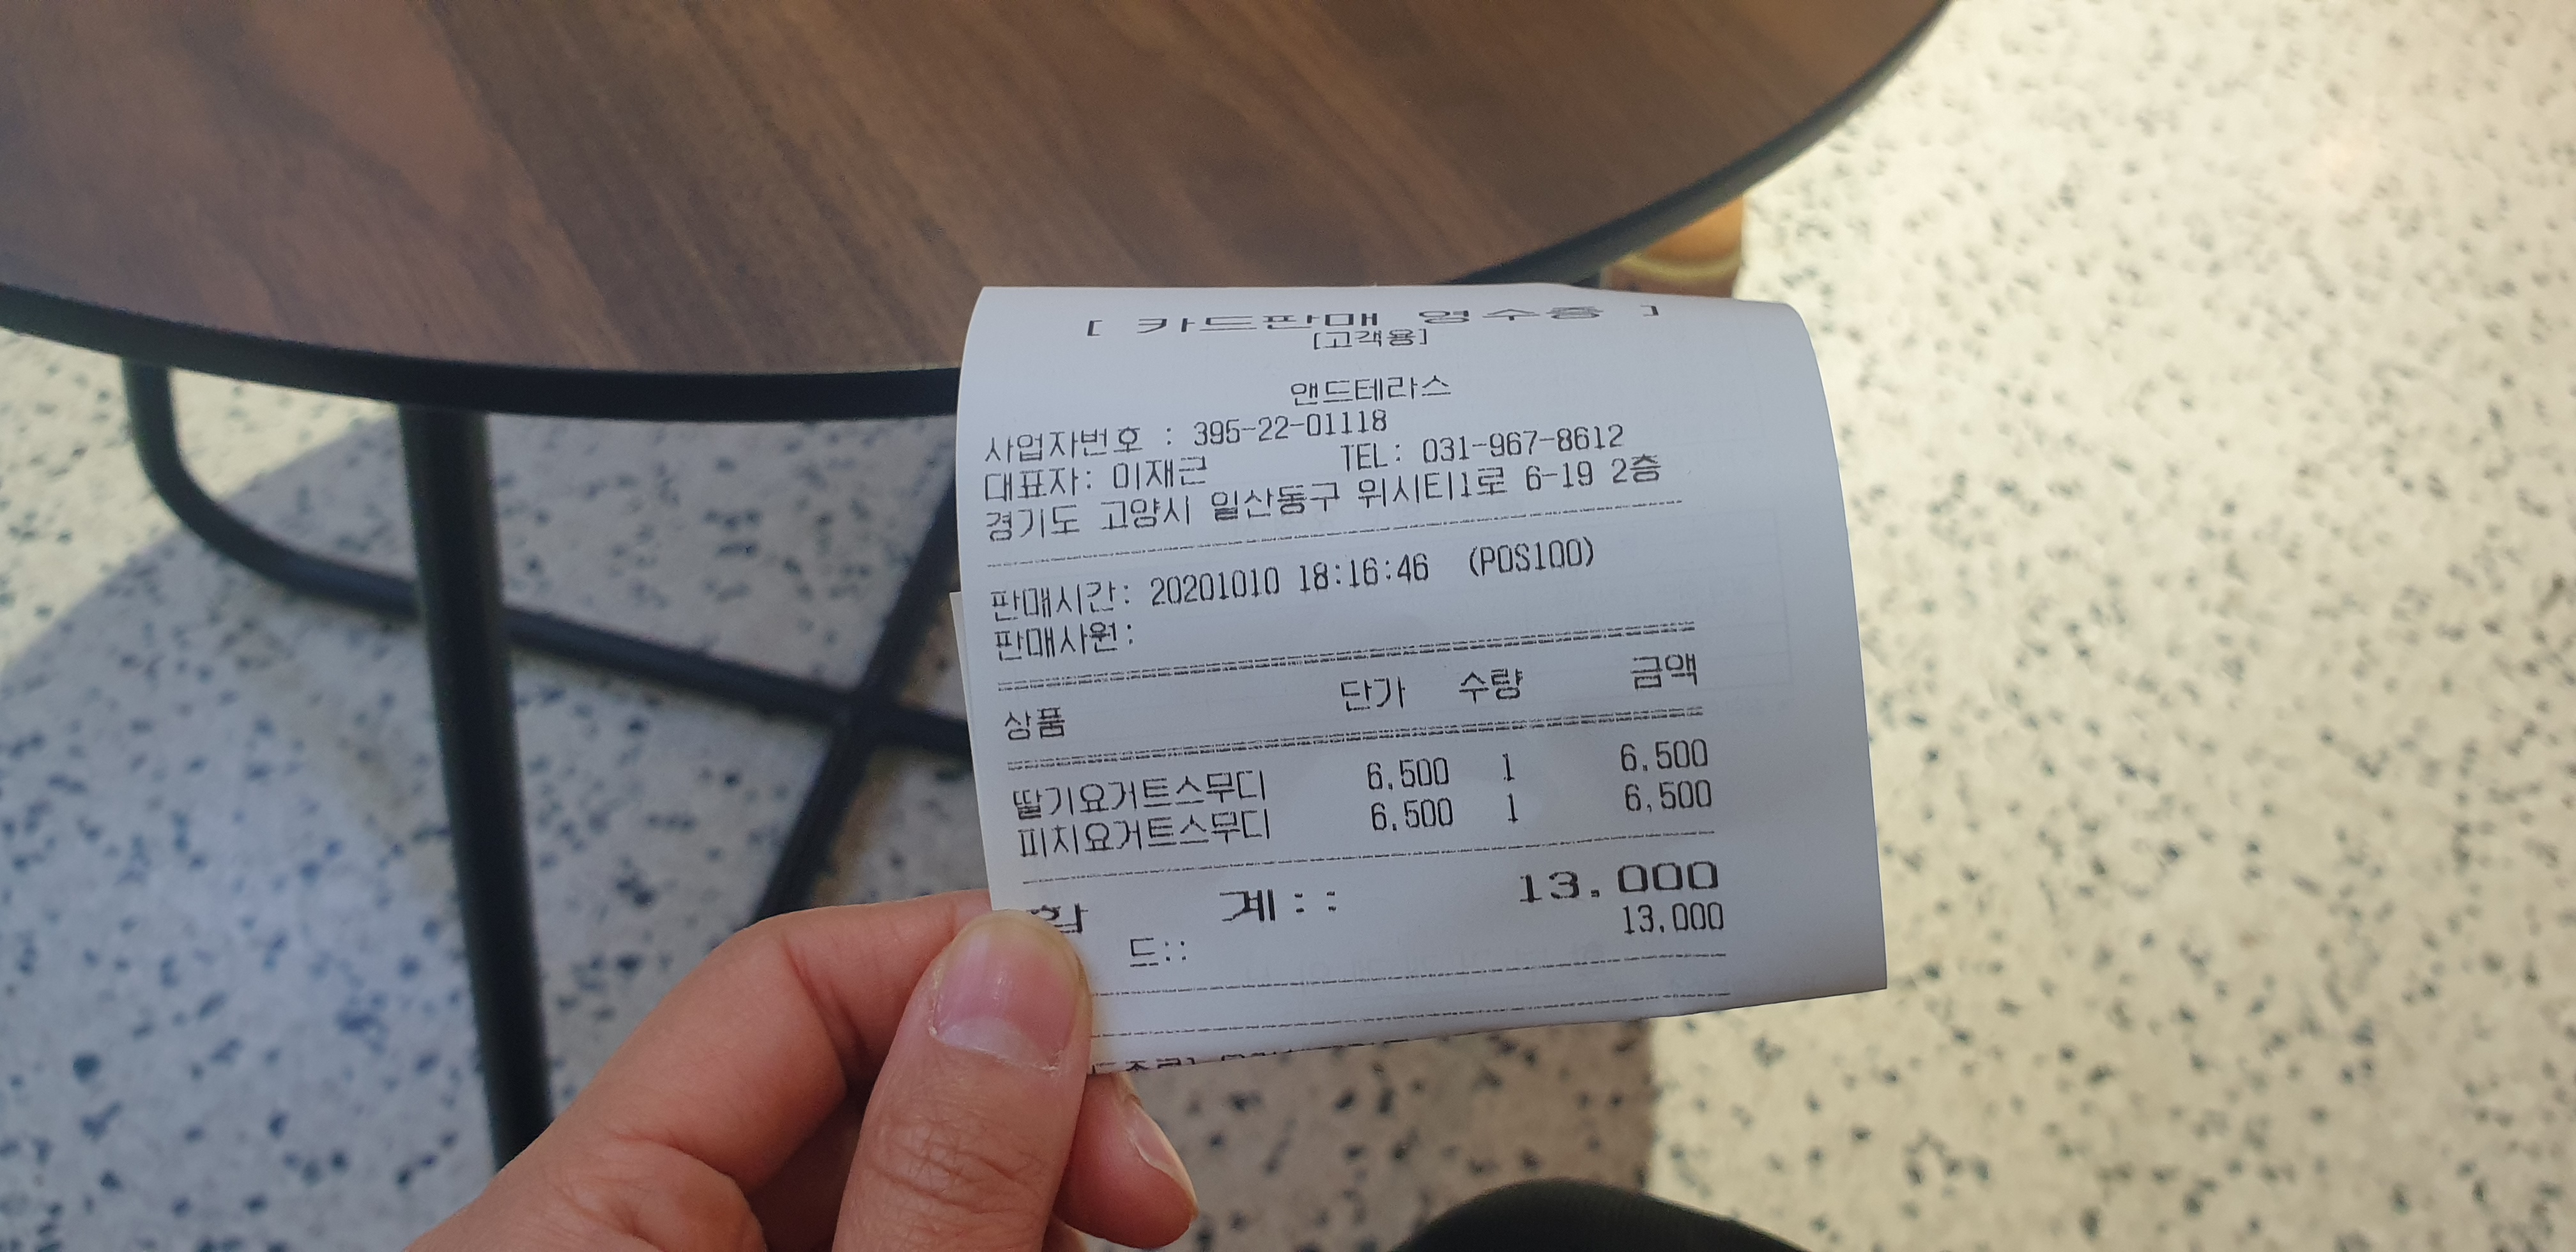 [ 카드판매 영수증 ]
[고객용]
앤드테라스
사업자번호 : 395-22-01118
대표자: 이재근 TEL: 031-967-8612
경기도 고양시 일산동구 위시티1로 6-19 2층
판매시간: 20201010 18:16:46 (POS100)
판매사원:
상품 단가 수량 금액
딸기요거트스무디 6,500 1 6,500
피치요거트스무디 6,500 1 6,500
합 계:: 13,000
드:: 13,000